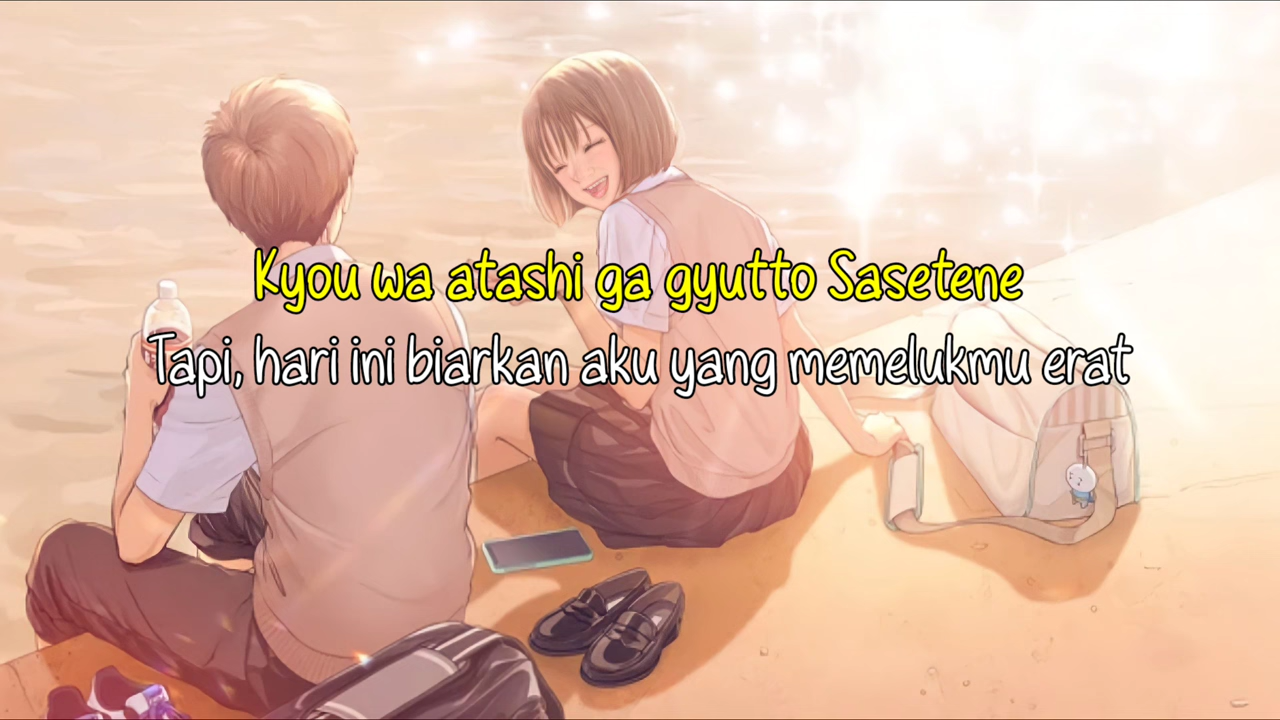 Kyou wa atashi ga gyutto Sasetene
Tapi, hari ini biarkan aku yang memelukmu erat